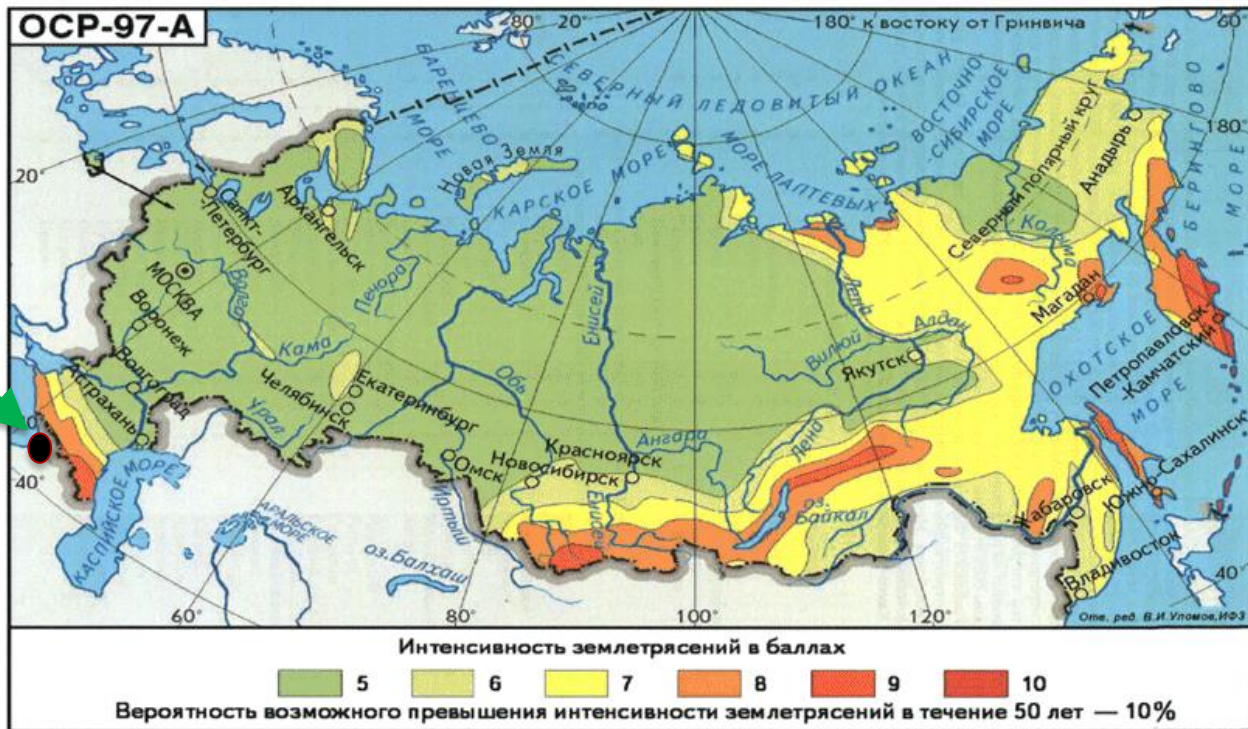 ОСР-97-А
80° 20°
180° к востоку от Гринвича
60°
БАРЕНЦЕВО
МОРЕ
СЕВЕРНЫЙ ЛЕДОВИТЫЙ ОКЕАН
ВОСТОЧНО
-СИБИРСКОЕ
МОРЕ
МОРЕ ЛАПТЕВЫХ
КАРСКОЕ МОРЕ
Новая Земля
Северный полярный круг
Анадырь
180°
БЕРИНГОВО
МОРЕ
20°
Санкт-
-Петербург
Архангельск
Печора
МОСКВА
Воронеж
Волга
Кама
Волгоград
Астрахань
Челябинск
Екатеринбург
Урал
Обь
Енисей
Вилюй
Лена
Алдан
Якутск
Колыма
Магадан
Петропавловск
-Камчатский
ОХОТСКОЕ
МОРЕ
Омск
Новосибирск
Красноярск
Ангара
Лена
Енисей
Иртыш
оз.
Байкал
Хабаровск
Южно-Сахалинск
Владивосток
40°
КАСПИЙСКОЕ МОРЕ
АРАЛЬСКОЕ
МОРЕ
оз.Балхаш
60°
80°
100°
120°
40°
Отв. ред. В.И.Уломов,ИФЗ
Интенсивность землетрясений в баллах
5 6 7 8 9 10
Вероятность возможного превышения интенсивности землетрясений в течение 50 лет — 10%